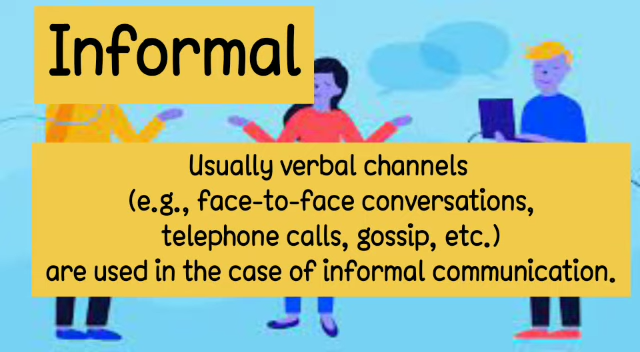 Informal
Usually verbal channels
(e.g., face-to-face conversations,
telephone calls, gossip, etc.)
are used in the case of informal communication.